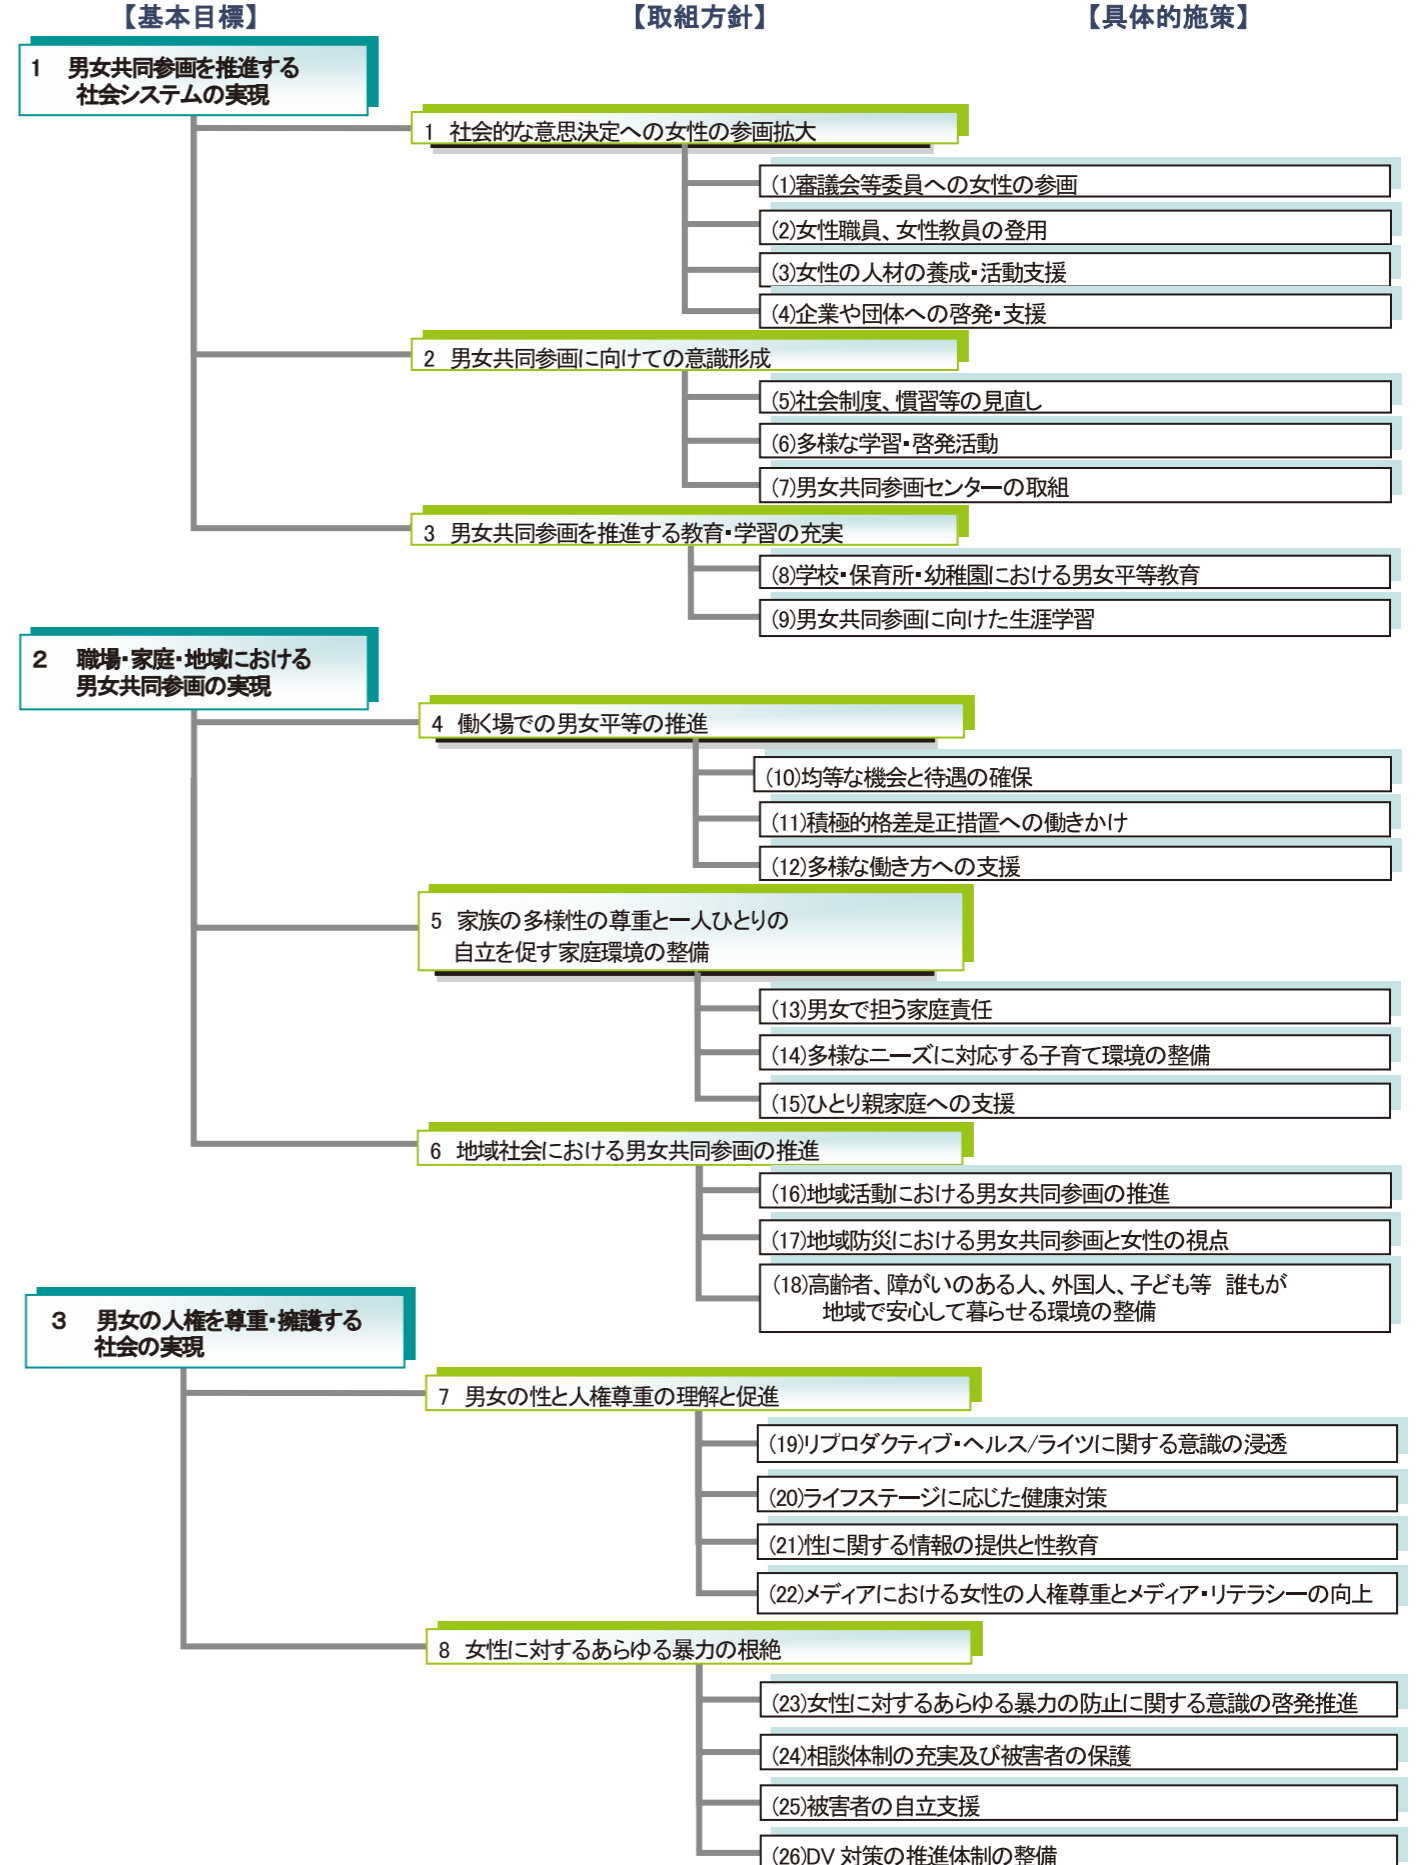 【基本目標】 【取組方針】 【具体的施策】
1 男女共同参画を推進する
社会システムの実現
1 社会的な意思決定への女性の参画拡大
(1)審議会等委員への女性の参画
(2)女性職員、女性教員の登用
(3)女性の人材の養成・活動支援
(4)企業や団体への啓発・支援
2 男女共同参画に向けての意識形成
(5)社会制度、慣習等の見直し
(6)多様な学習・啓発活動
(7)男女共同参画センターの取組
3 男女共同参画を推進する教育・学習の充実
(8)学校・保育所・幼稚園における男女平等教育
(9)男女共同参画に向けた生涯学習
2 職場・家庭・地域における
男女共同参画の実現
4 働く場での男女平等の推進
(10)均等な機会と待遇の確保
(11)積極的格差是正措置への働きかけ
(12)多様な働き方への支援
5 家族の多様性の尊重と一人ひとりの
自立を促す家庭環境の整備
(13)男女で担う家庭責任
(14)多様なニーズに対応する子育て環境の整備
(15)ひとり親家庭への支援
6 地域社会における男女共同参画の推進
(16)地域活動における男女共同参画の推進
(17)地域防災における男女共同参画と女性の視点
(18)高齢者、障がいのある人、外国人、子ども等 誰もが
地域で安心して暮らせる環境の整備
3 男女の人権を尊重・擁護する
社会の実現
7 男女の性と人権尊重の理解と促進
(19)リプロダクティブ・ヘルス/ライツに関する意識の浸透
(20)ライフステージに応じた健康対策
(21)性に関する情報の提供と性教育
(22)メディアにおける女性の人権尊重とメディア・リテラシーの向上
8 女性に対するあらゆる暴力の根絶
(23)女性に対するあらゆる暴力の防止に関する意識の啓発推進
(24)相談体制の充実及び被害者の保護
(25)被害者の自立支援
(26)DV 対策の推進体制の整備